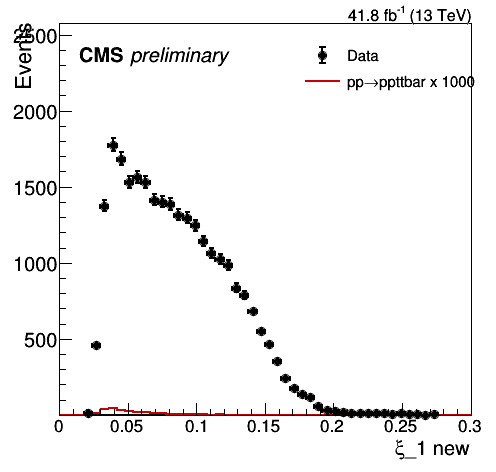 41.8 fb⁻¹ (13 TeV)
Events
CMS preliminary
Data
pp→ppttbar x 1000
2500
2000
1500
1000
500
0 0.05 0.1 0.15 0.2 0.25 0.3
ξ_1 new